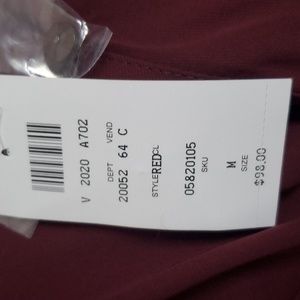 V 2020 A702
DEPT VEND
20052 64 C
STYLE RED CL
05820105
SKU
M
SIZE
$98.00